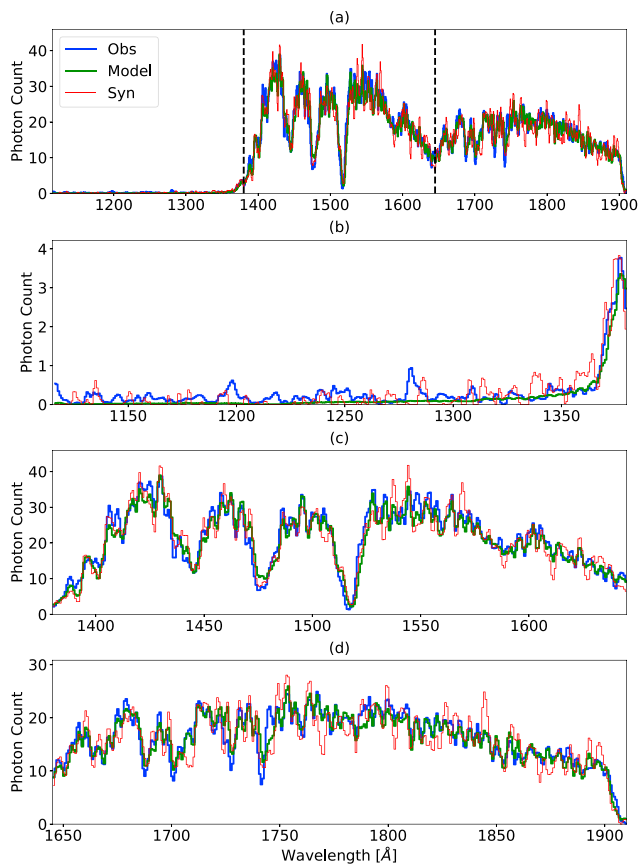 (a)
Photon Count
40
30
20
10
0
Obs
Model
Syn
1200 1300 1400 1500 1600 1700 1800 1900
(b)
Photon Count
4
3
2
1
0
1150 1200 1250 1300 1350
(c)
Photon Count
40
30
20
10
0
1400 1450 1500 1550 1600
(d)
Photon Count
30
20
10
0
1650 1700 1750 1800 1850 1900
Wavelength [Å]